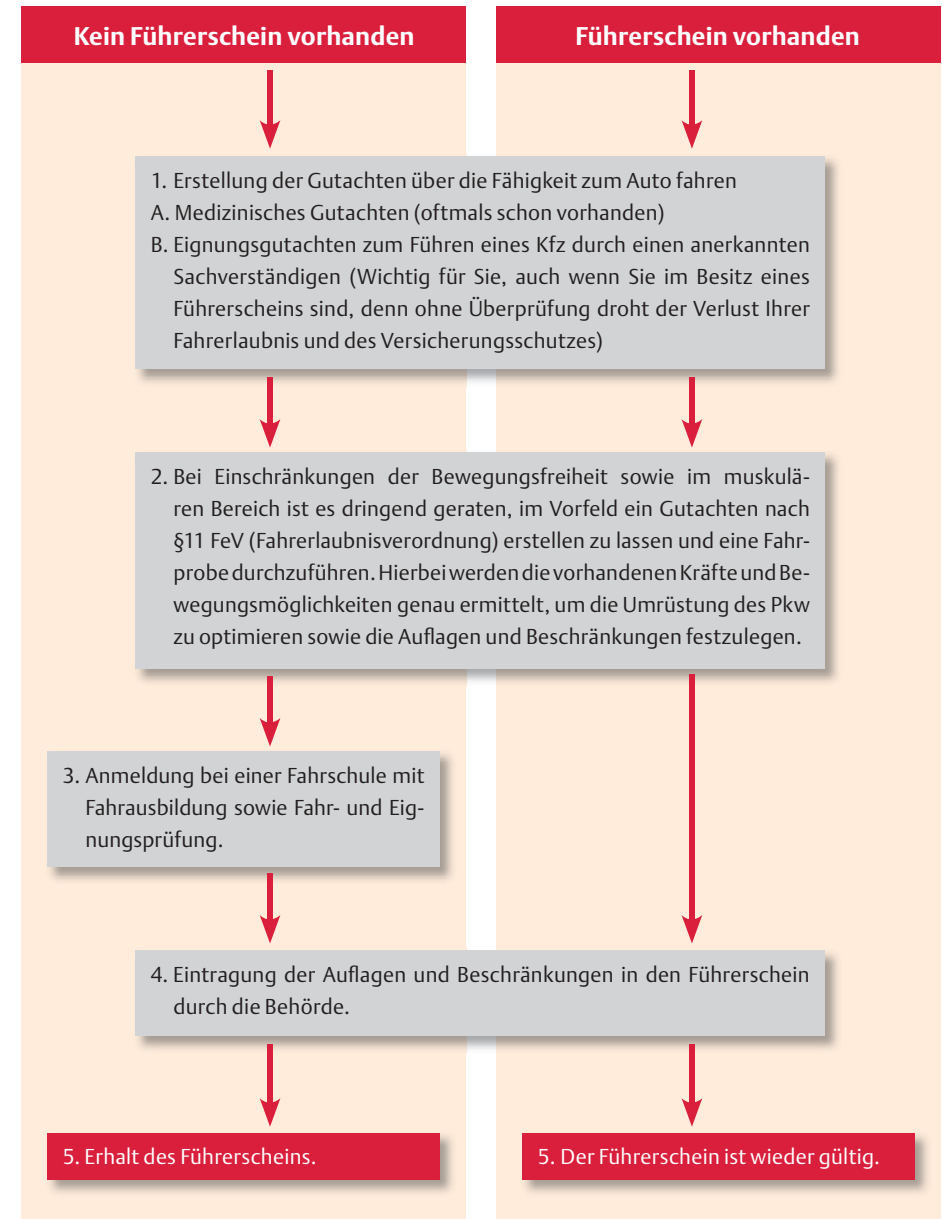 Kein Führerschein vorhanden
Führerschein vorhanden
1. Erstellung der Gutachten über die Fähigkeit zum Auto fahren
A. Medizinisches Gutachten (oftmals schon vorhanden)
B. Eignungsgutachten zum Führen eines Kfz durch einen anerkannten
Sachverständigen (Wichtig für Sie, auch wenn Sie im Besitz eines
Führerscheins sind, denn ohne Überprüfung droht der Verlust Ihrer
Fahrerlaubnis und des Versicherungsschutzes)
2. Bei Einschränkungen der Bewegungsfreiheit sowie im muskulä-
ren Bereich ist es dringend geraten, im Vorfeld ein Gutachten nach
§11 FeV (Fahrerlaubnisverordnung) erstellen zu lassen und eine Fahr-
probe durchzuführen. Hierbei werden die vorhandenen Kräfte und Be-
wegungsmöglichkeiten genau ermittelt, um die Umrüstung des Pkw
zu optimieren sowie die Auflagen und Beschränkungen festzulegen.
3. Anmeldung bei einer Fahrschule mit
Fahrausbildung sowie Fahr- und Eig-
nungsprüfung.
4. Eintragung der Auflagen und Beschränkungen in den Führerschein
durch die Behörde.
5. Erhalt des Führerscheins.
5. Der Führerschein ist wieder gültig.